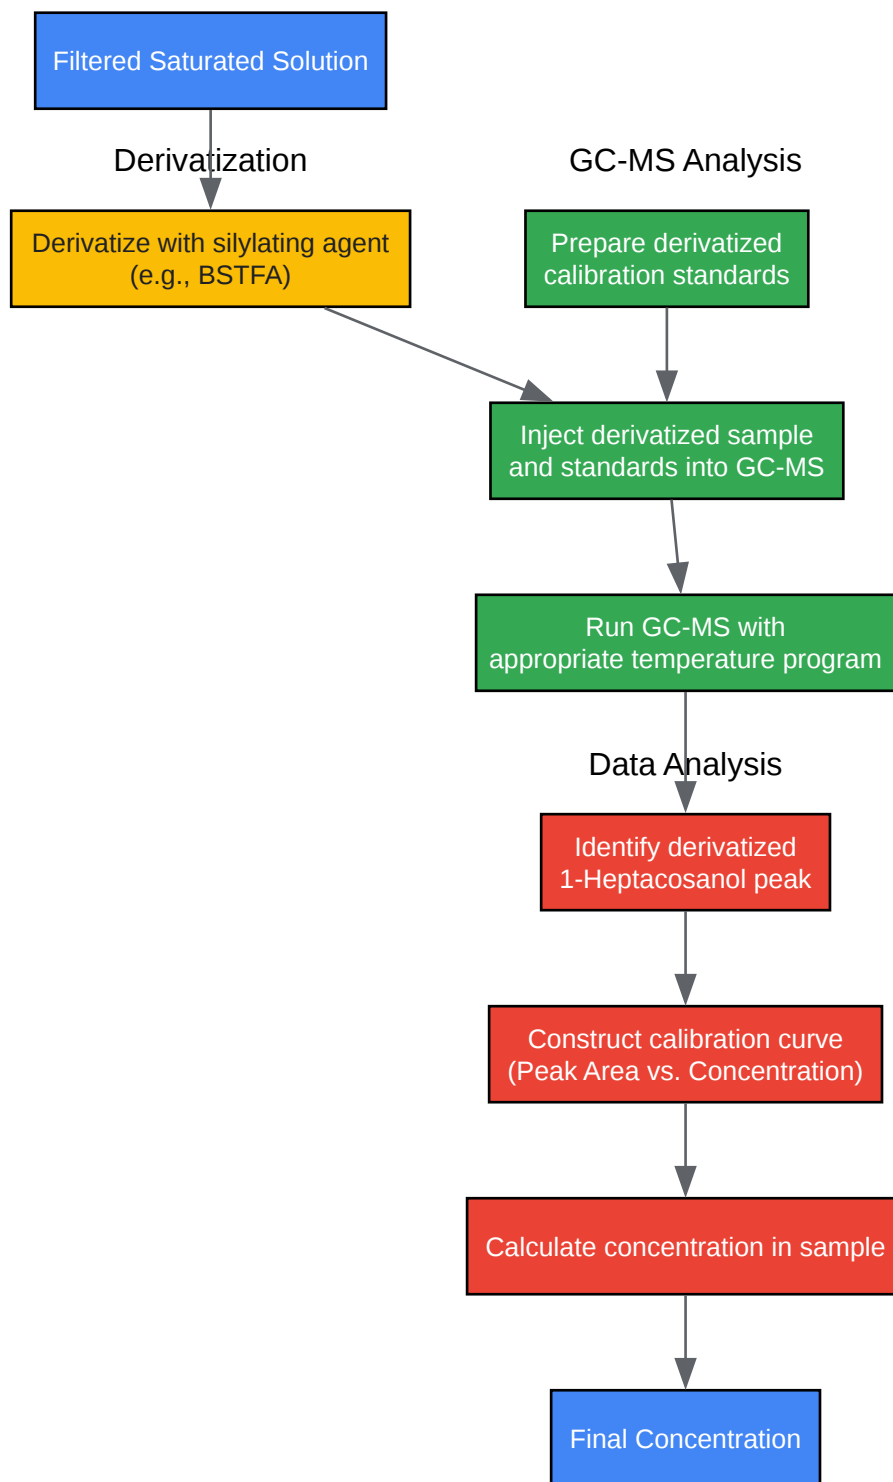 Filtered Saturated Solution
Derivatization
GC-MS Analysis
Derivatize with silylating agent
(e.g., BSTFA)
Prepare derivatized
calibration standards
Inject derivatized sample
and standards into GC-MS
Run GC-MS with
appropriate temperature program
Data Analysis
Identify derivatized
1-Heptacosanol peak
Construct calibration curve
(Peak Area vs. Concentration)
Calculate concentration in sample
Final Concentration